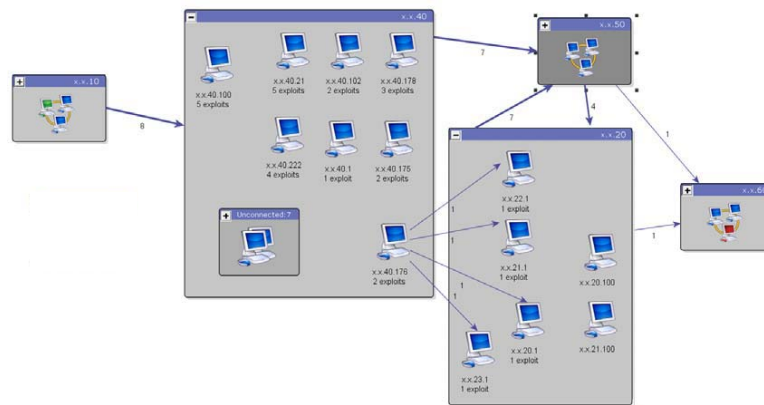 x.x.10
8
x.x.40
x.x.40.100
5 exploits
x.x.40.21
5 exploits
x.x.40.102
2 exploits
x.x.40.178
3 exploits
x.x.40.222
4 exploits
x.x.40.1
1 exploit
x.x.40.175
2 exploits
Unconnected: 7
x.x.40.176
2 exploits
7
x.x.50
7
4
1
x.x.20
1
1
1
1
x.x.22.1
1 exploit
x.x.21.1
1 exploit
x.x.20.100
x.x.20.1
1 exploit
x.x.21.100
x.x.23.1
1 exploit
1